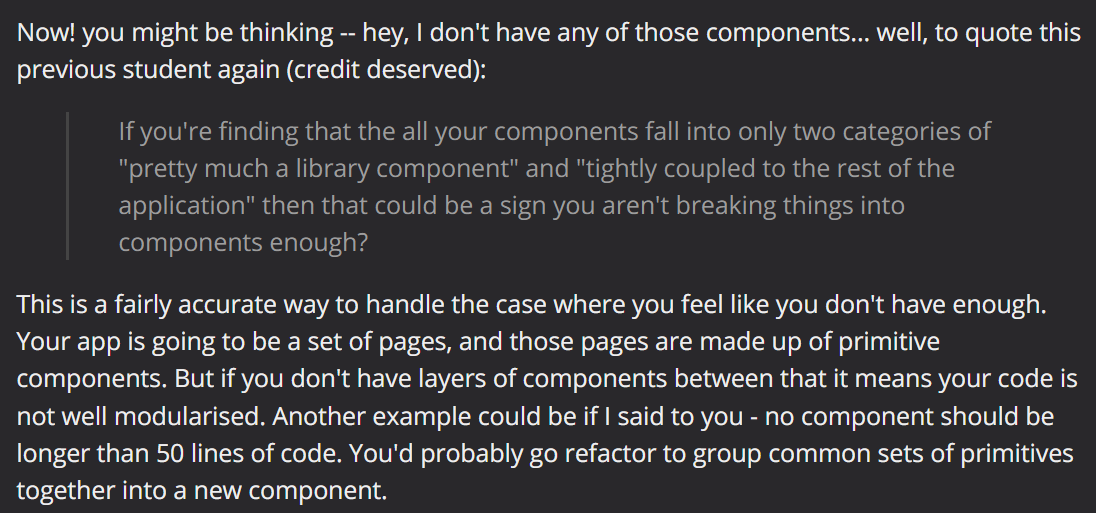 Now! you might be thinking -- hey, I don't have any of those components... well, to quote this
previous student again (credit deserved):
If you're finding that the all your components fall into only two categories of
"pretty much a library component" and "tightly coupled to the rest of the
application" then that could be a sign you aren't breaking things into
components enough?
This is a fairly accurate way to handle the case where you feel like you don't have enough.
Your app is going to be a set of pages, and those pages are made up of primitive
components. But if you don't have layers of components between that it means your code is
not well modularised. Another example could be if I said to you - no component should be
longer than 50 lines of code. You'd probably go refactor to group common sets of primitives
together into a new component.